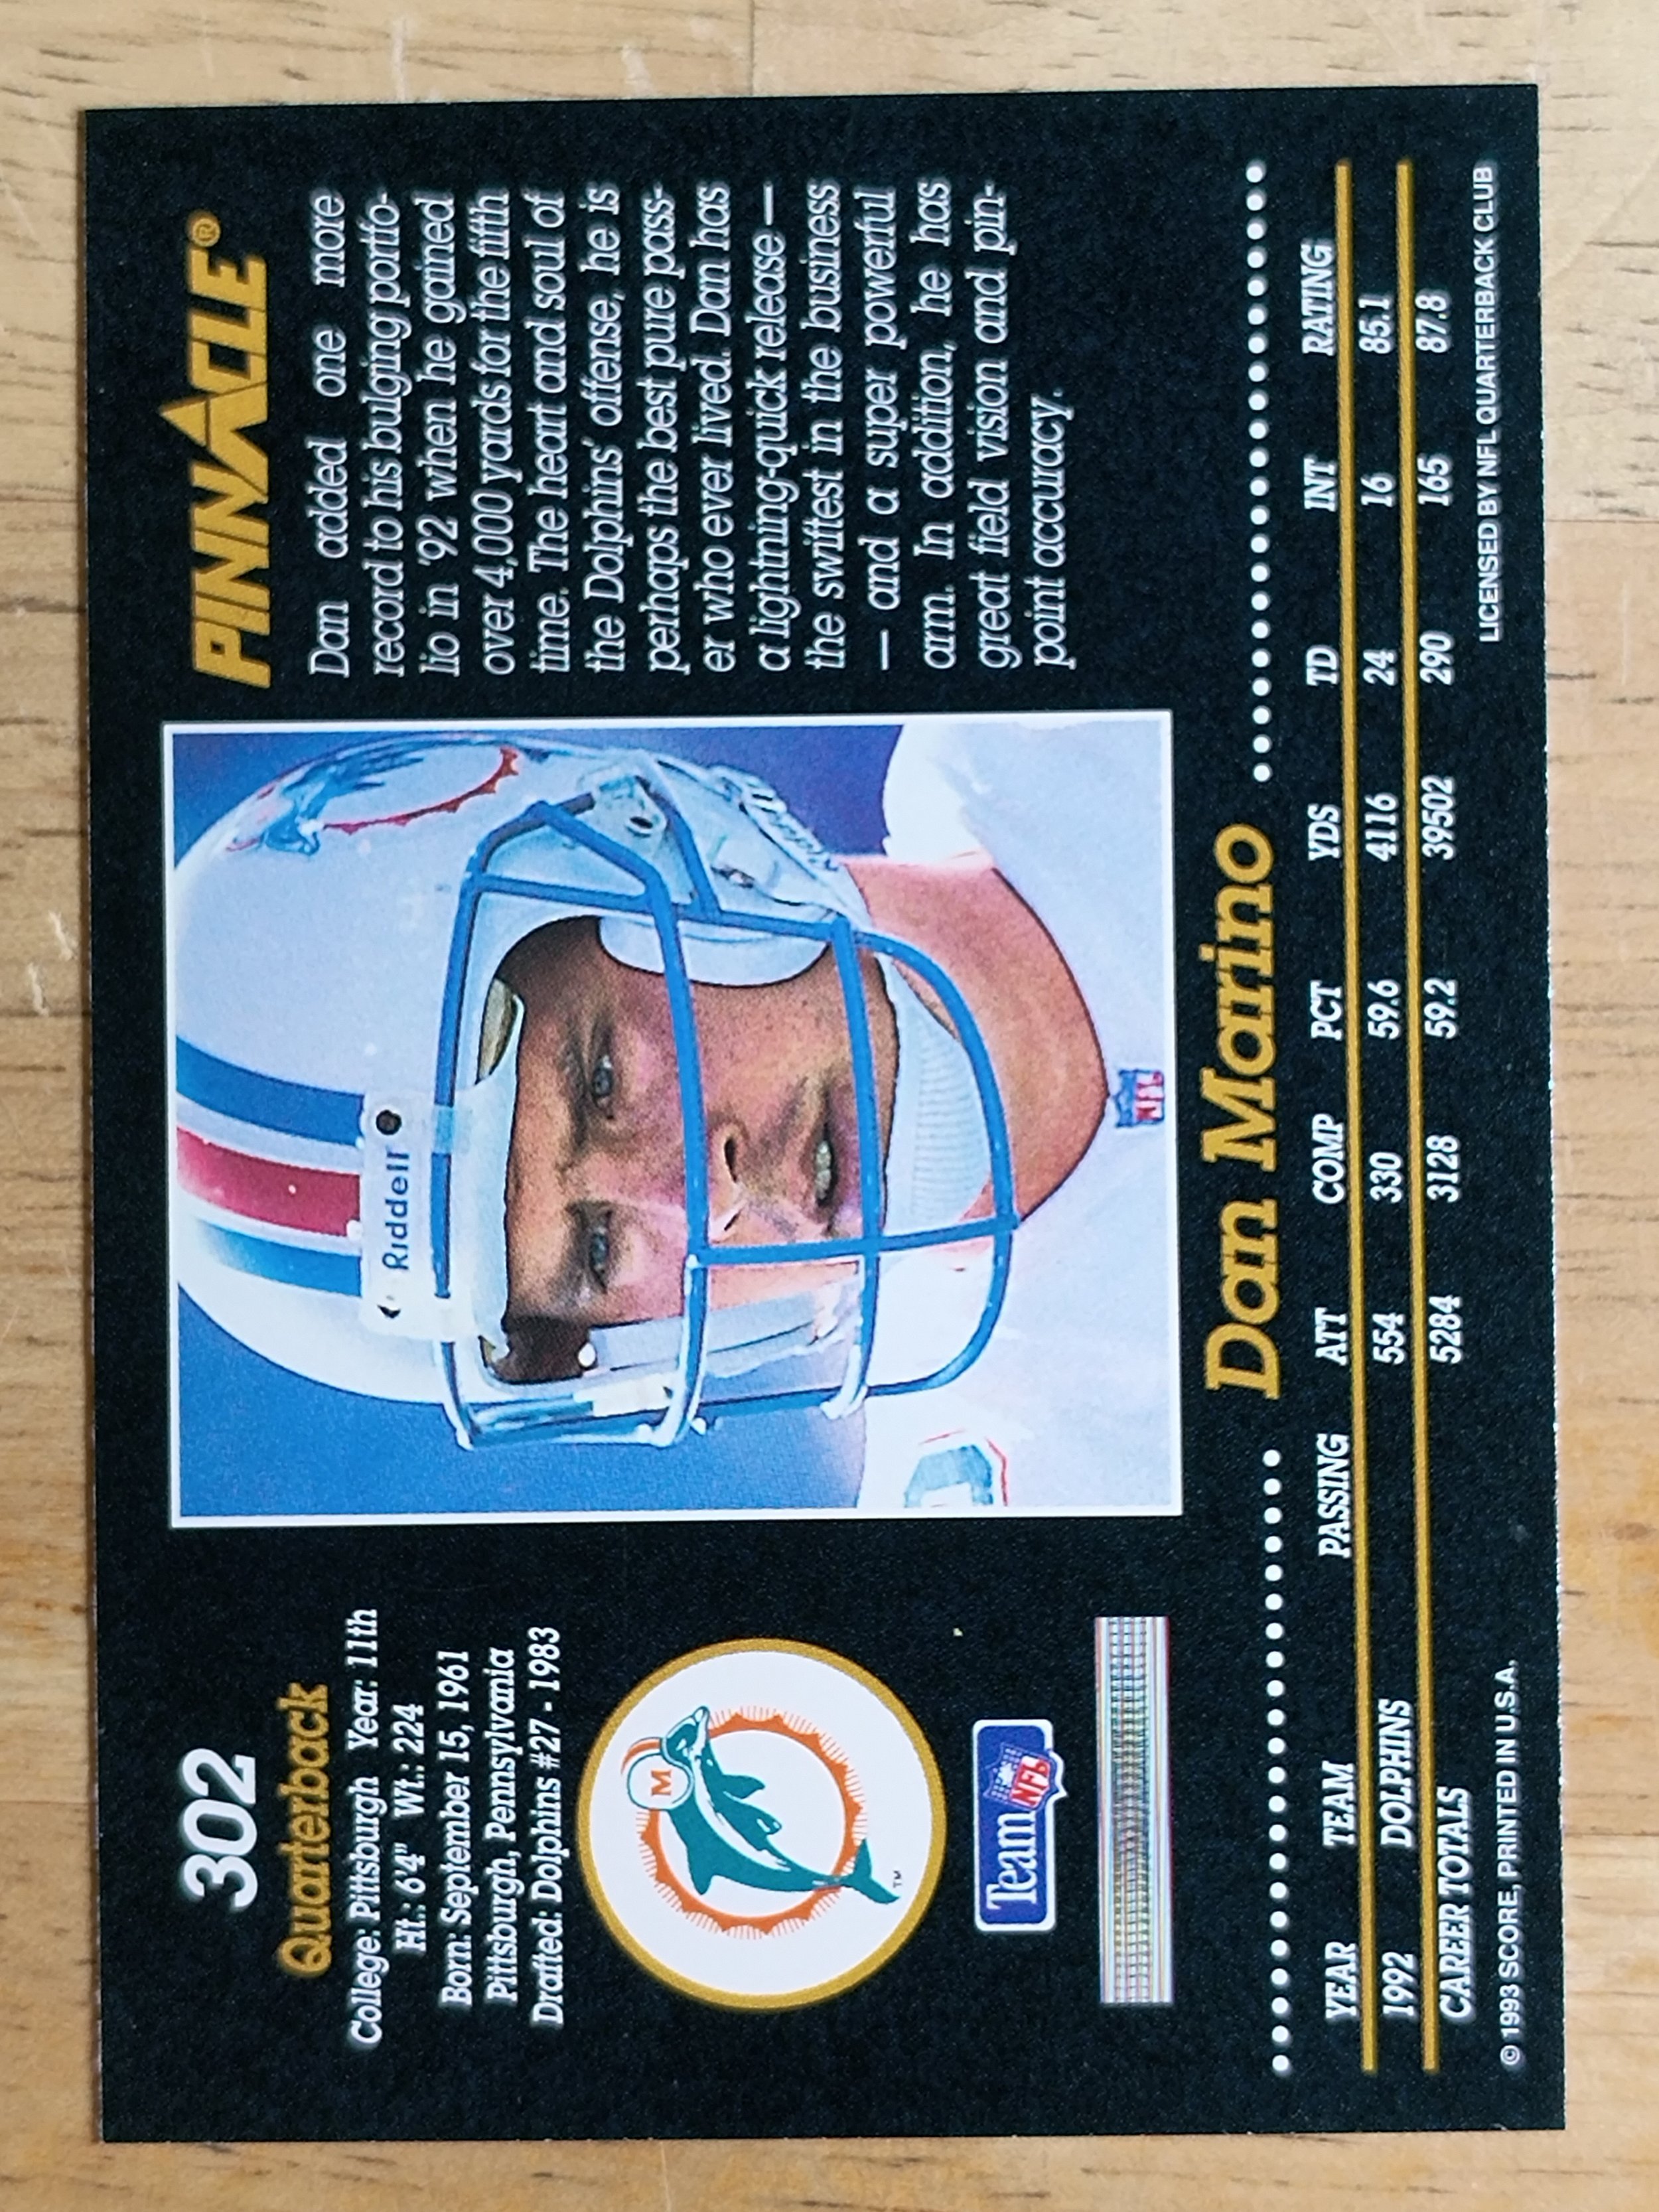 302
Quarterback
College: Pittsburgh Year: 11th
Ht.: 6'4" Wt.: 224
Born: September 15, 1961
Pittsburgh, Pennsylvania
Drafted: Dolphins #27 - 1983
M
TM
Team NFL
Riddell
NFL
PINNACLE®
Dan added one more
record to his bulging portfo-
lio in '92 when he gained
over 4,000 yards for the fifth
time. The heart and soul of
the Dolphins' offense, he is
perhaps the best pure pass-
er who ever lived. Dan has
a lightning-quick release—
the swiftest in the business
— and a super powerful
arm. In addition, he has
great field vision and pin-
point accuracy.
Dan Marino
PASSING
YEAR TEAM ATT COMP PCT YDS TD INT RATING
1992 DOLPHINS 554 330 59.6 4116 24 16 85.1
CAREER TOTALS 5284 3128 59.2 39502 290 165 87.8
© 1993 SCORE, PRINTED IN U.S.A. LICENSED BY NFL QUARTERBACK CLUB